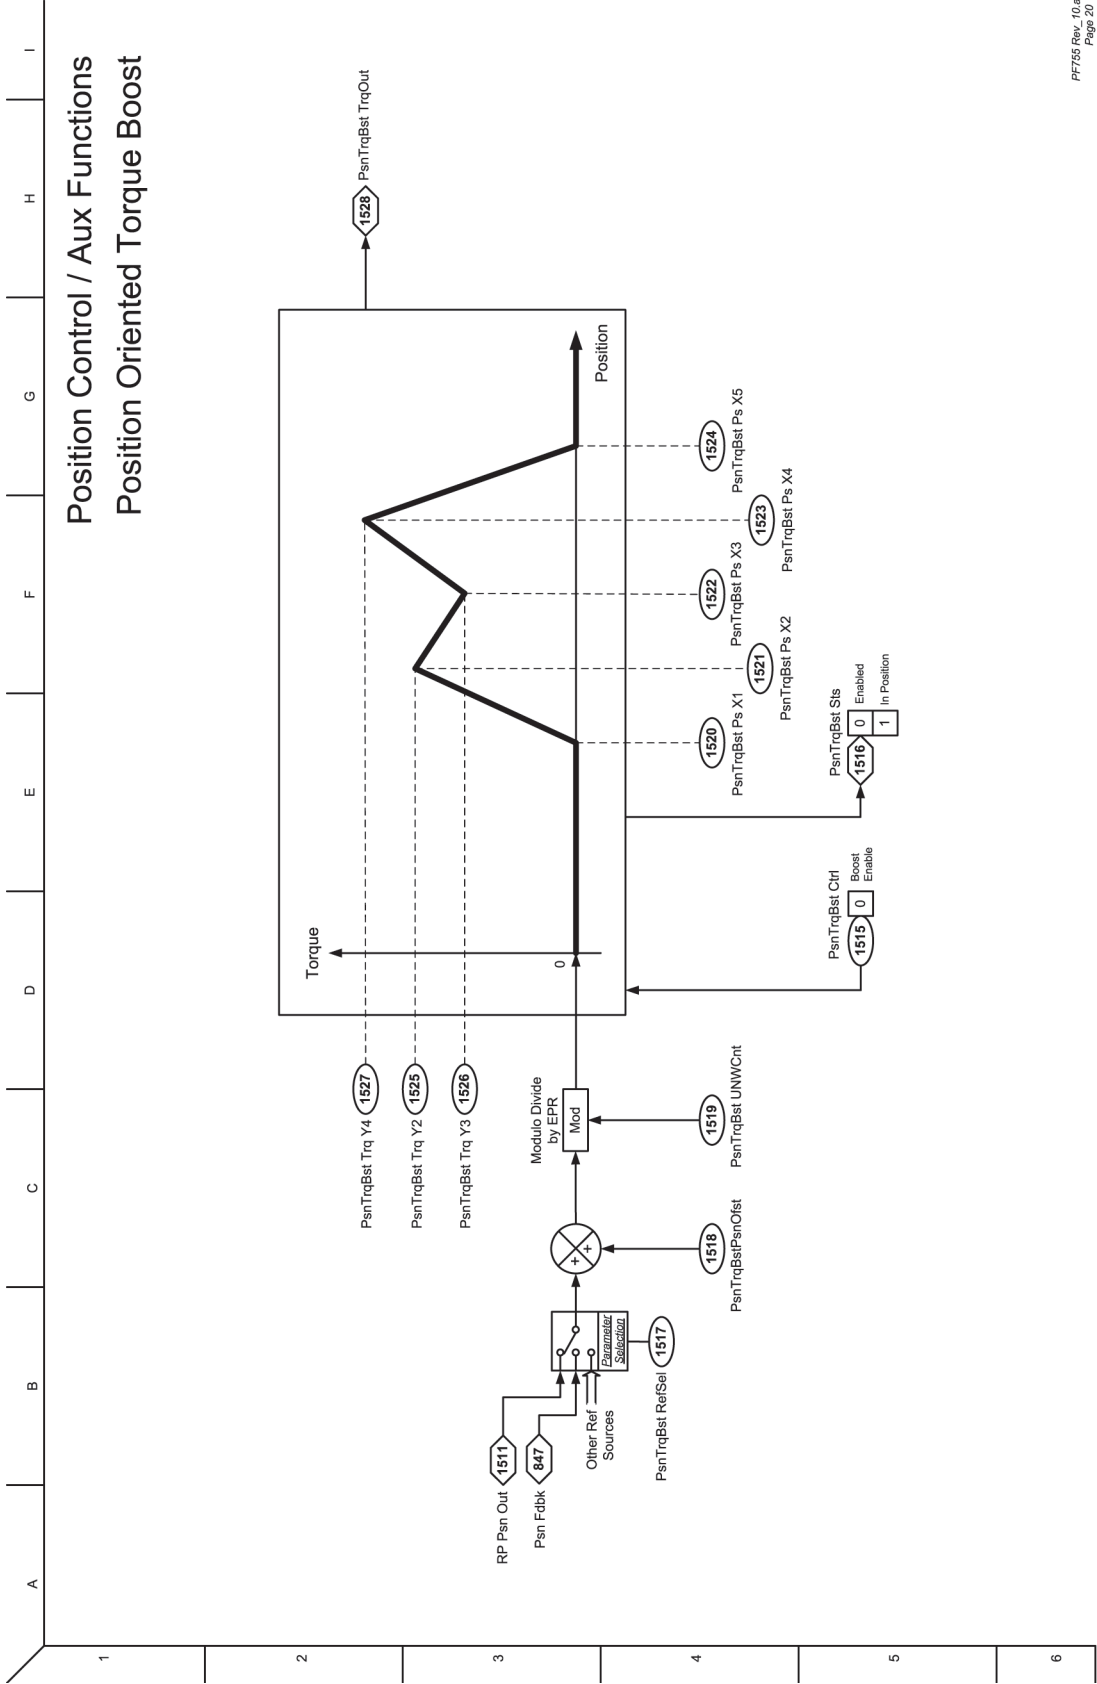 Position Control / Aux Functions
Position Oriented Torque Boost
A
B
C
D
E
F
G
H
I
1
2
3
4
5
6
Torque
0
Position
1527
PsnTrqBst Trq Y4
1525
PsnTrqBst Trq Y2
1526
PsnTrqBst Trq Y3
1528
PsnTrqBst TrqOut
RP Psn Out
1511
Psn Fdbk
847
Other Ref
Sources
Parameter
Selection
PsnTrqBst RefSel
1517
+
+
1518
PsnTrqBstPsnOfst
Modulo Divide
by EPR
Mod
1519
PsnTrqBst UNWCnt
1520
PsnTrqBst Ps X1
1521
PsnTrqBst Ps X2
1522
PsnTrqBst Ps X3
1523
PsnTrqBst Ps X4
1524
PsnTrqBst Ps X5
PsnTrqBst Ctrl
1515
0
Boost
Enable
PsnTrqBst Sts
1516
0
Enabled
1
In Position
PF755 Rev_10.a
Page 20